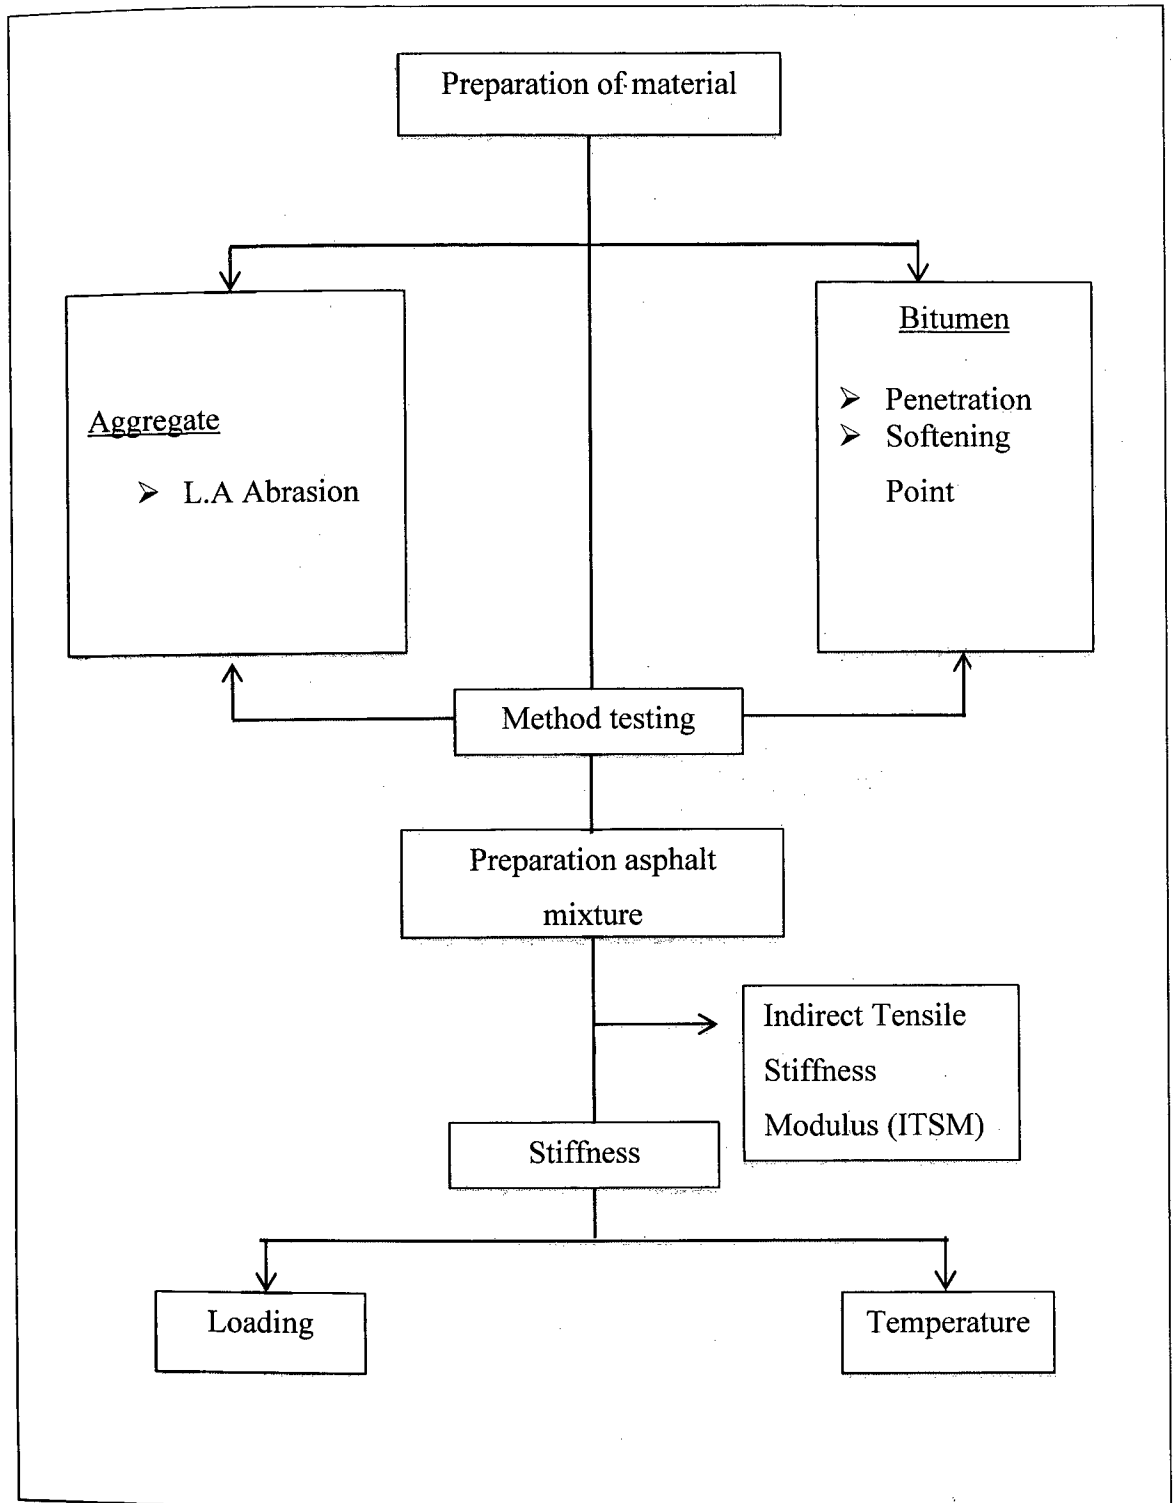 Preparation of material
Aggregate
➢ L.A Abrasion
Bitumen
➢ Penetration
➢ Softening
Point
Method testing
Preparation asphalt
mixture
Indirect Tensile
Stiffness
Modulus (ITSM)
Stiffness
Loading
Temperature